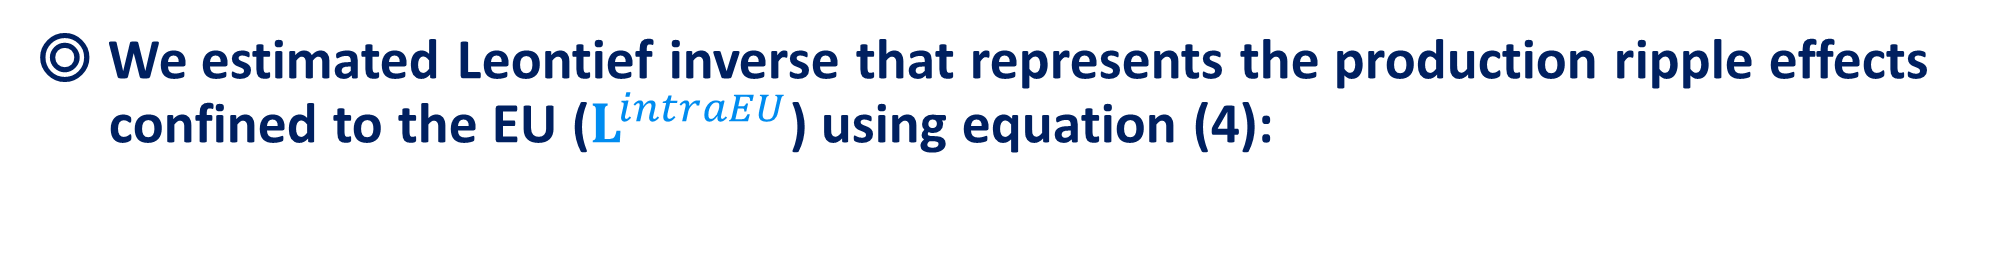 ◎ We estimated Leontief inverse that represents the production ripple effects
confined to the EU (𝐋^{intraEU}) using equation (4):